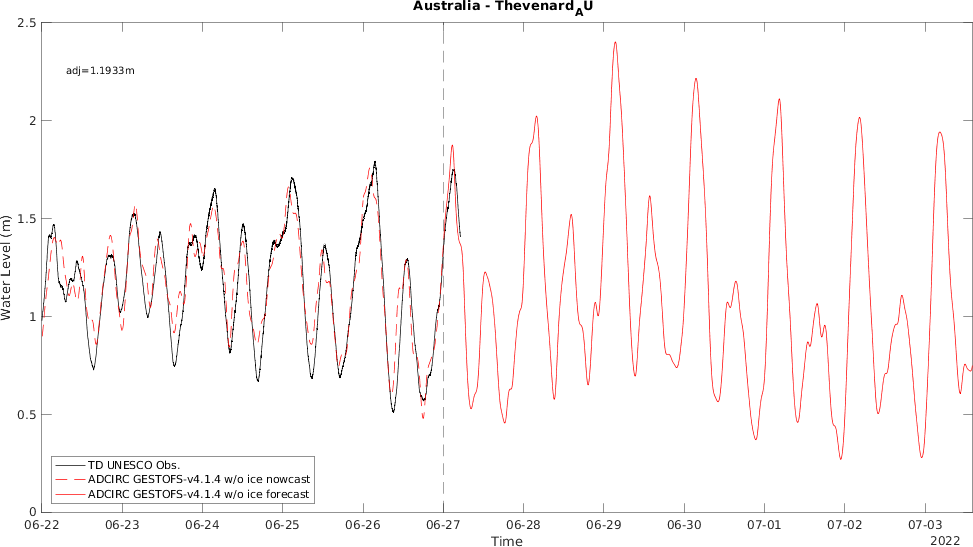 Australia - Thevenard_AU
2.5
adj=1.1933m
2
1.5
Water Level (m)
1
0.5
TD UNESCO Obs.
ADCIRC GESTOFS-v4.1.4 w/o ice nowcast
ADCIRC GESTOFS-v4.1.4 w/o ice forecast
0
06-22 06-23 06-24 06-25 06-26 06-27 06-28 06-29 06-30 07-01 07-02 07-03
Time
2022